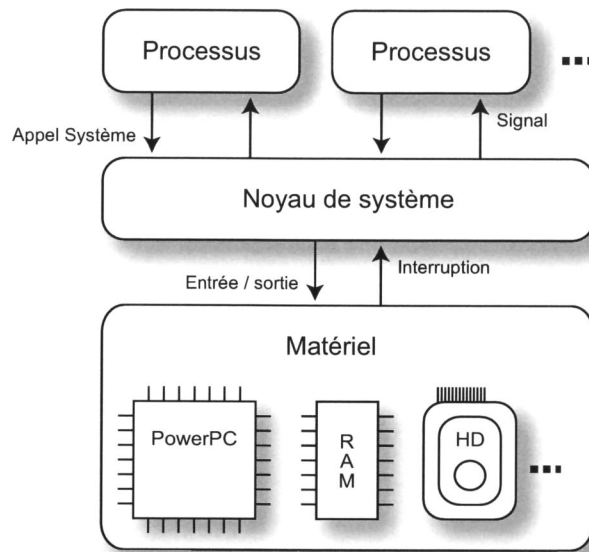 Processus
Processus
Appel Système
Signal
Noyau de système
Entrée / sortie
Interruption
Matériel
PowerPC
R
A
M
HD